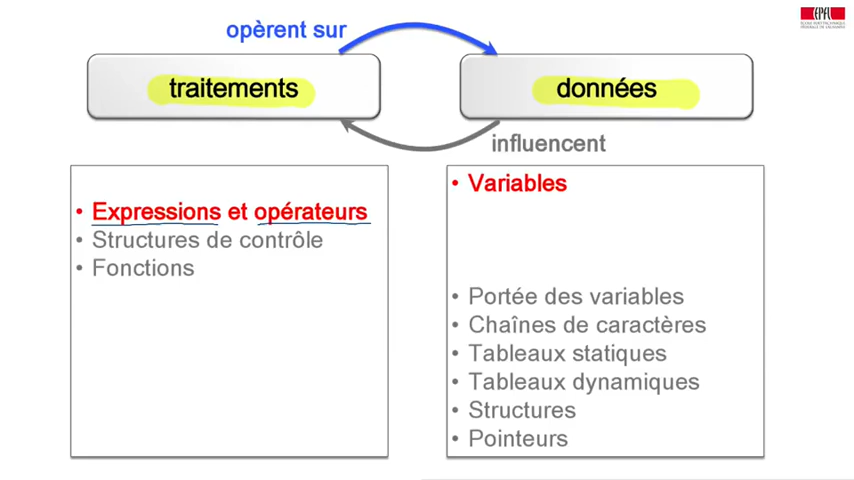 opèrent sur
traitements
données
influencent
• Expressions et opérateurs
• Structures de contrôle
• Fonctions
• Variables
• Portée des variables
• Chaînes de caractères
• Tableaux statiques
• Tableaux dynamiques
• Structures
• Pointeurs